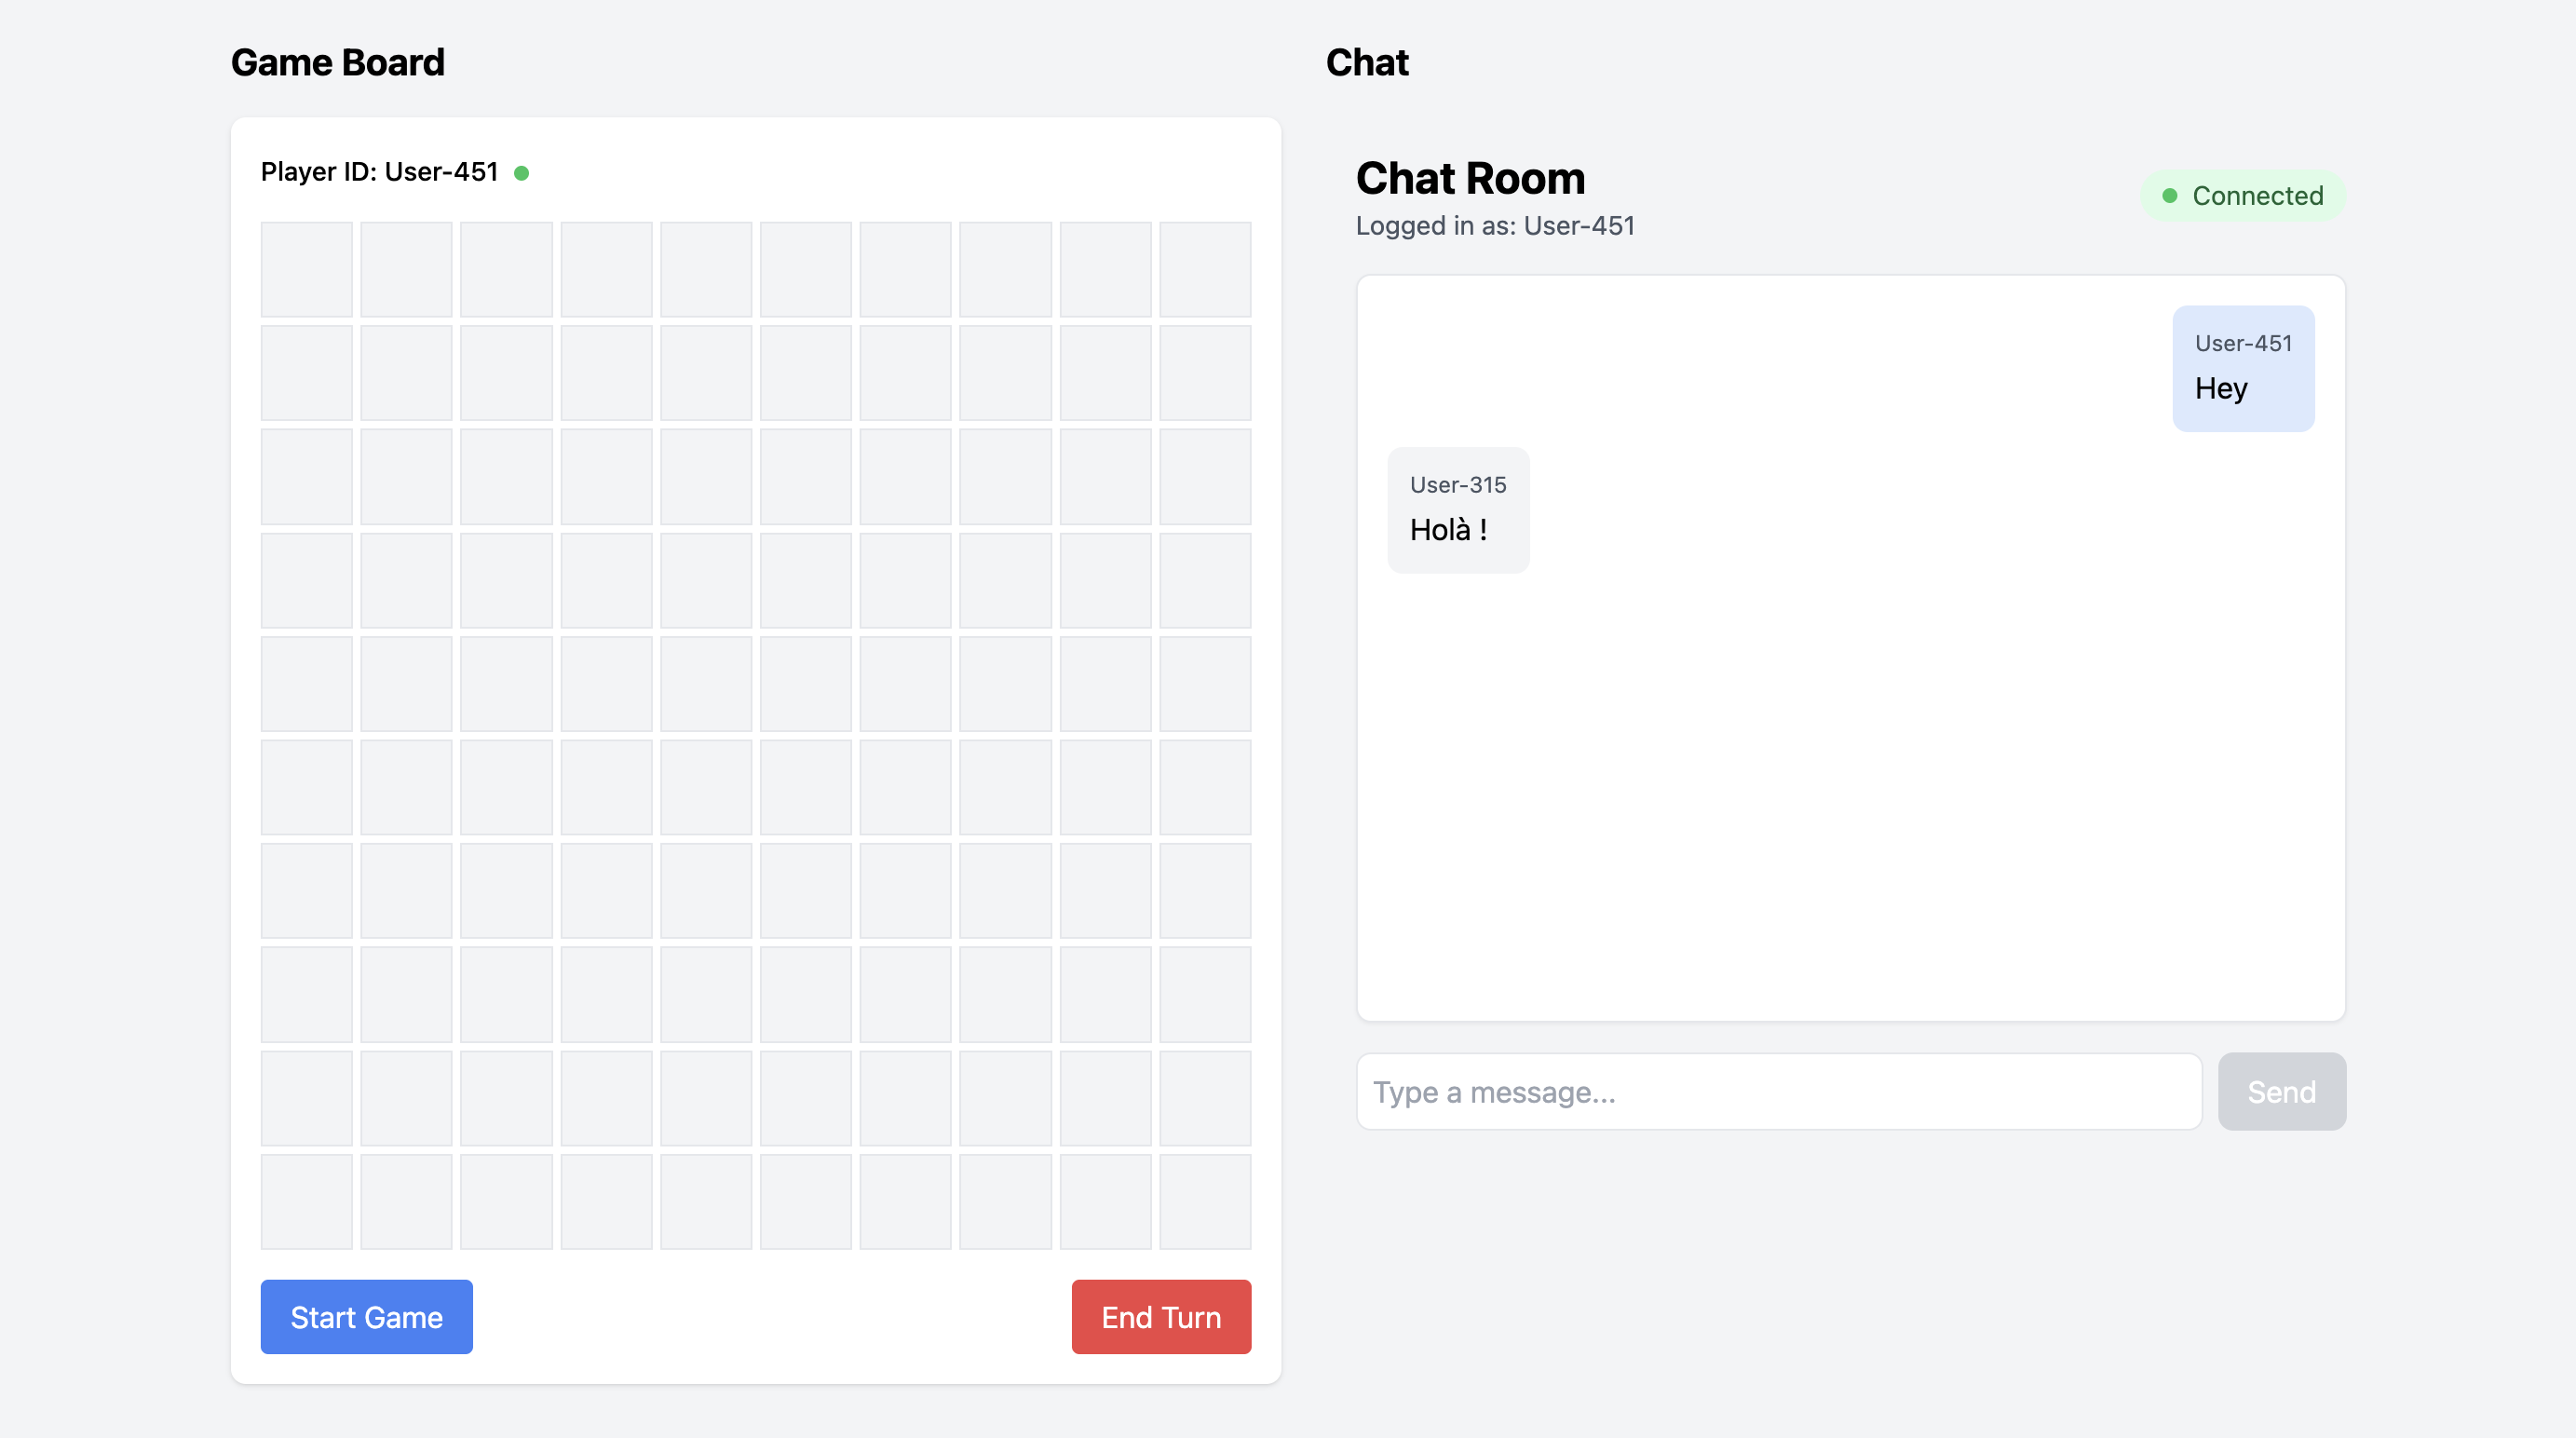 Game Board
Player ID: User-451
Start Game
End Turn
Chat
Chat Room
Logged in as: User-451
Connected
User-451
Hey
User-315
Holà !
Type a message...
Send